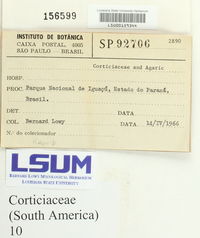 156599
INSTITUTO DE BOTÂNICA
CAIXA POSTAL, 4005
SÃO PAULO — BRASIL
SP 92706
2890
Corticiaceae and Agaric
HOSP.
PROC. Parque Nacional de Iguaçú, Estado do Paraná,
Brasil.
DET. DATA
COL. Bernard Lowy DATA. 14/IV/1966
N.º do colecionador
LSUM
BERNARD LOWY MYCOLOGICAL HERBARIUM
LOUISIANA STATE UNIVERSITY
Corticiaceae
(South America)
10